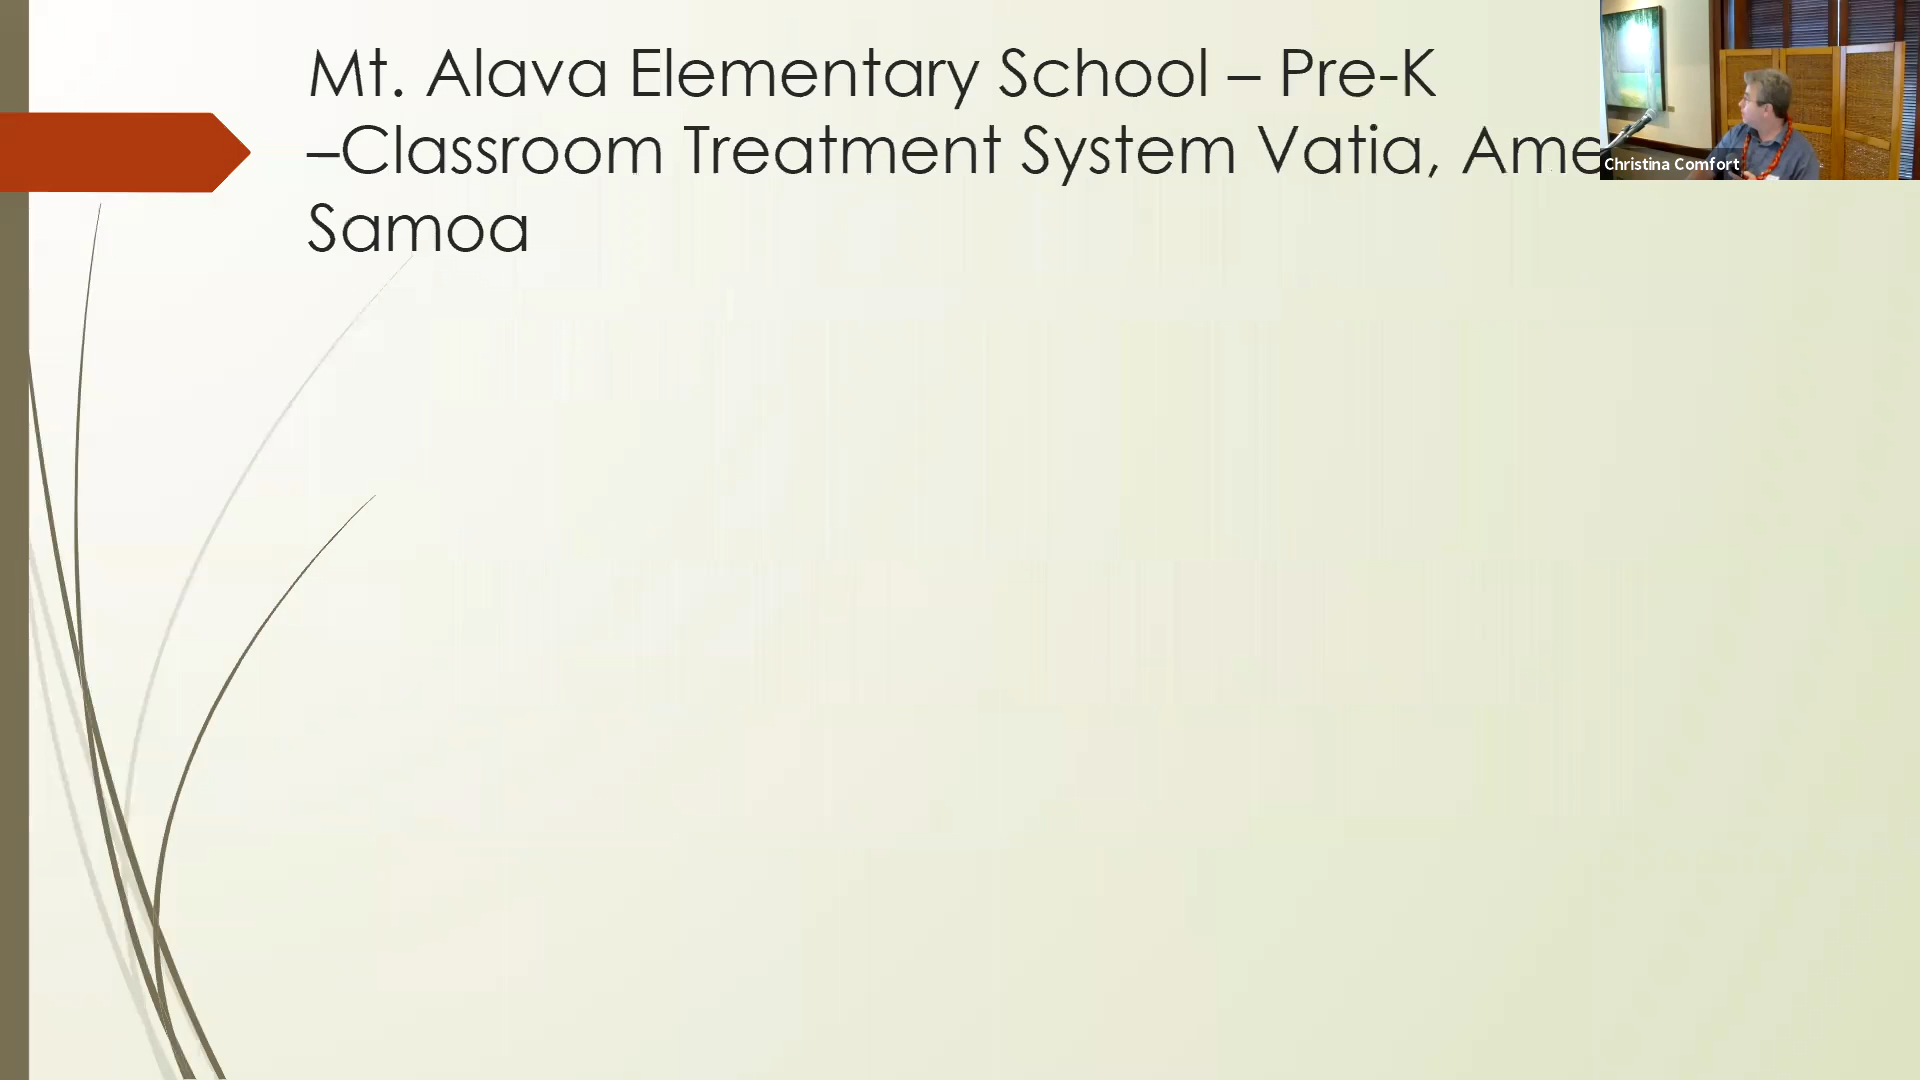 Mt. Alava Elementary School – Pre-K
–Classroom Treatment System Vatia, Ame
Samoa
Christina Comfort